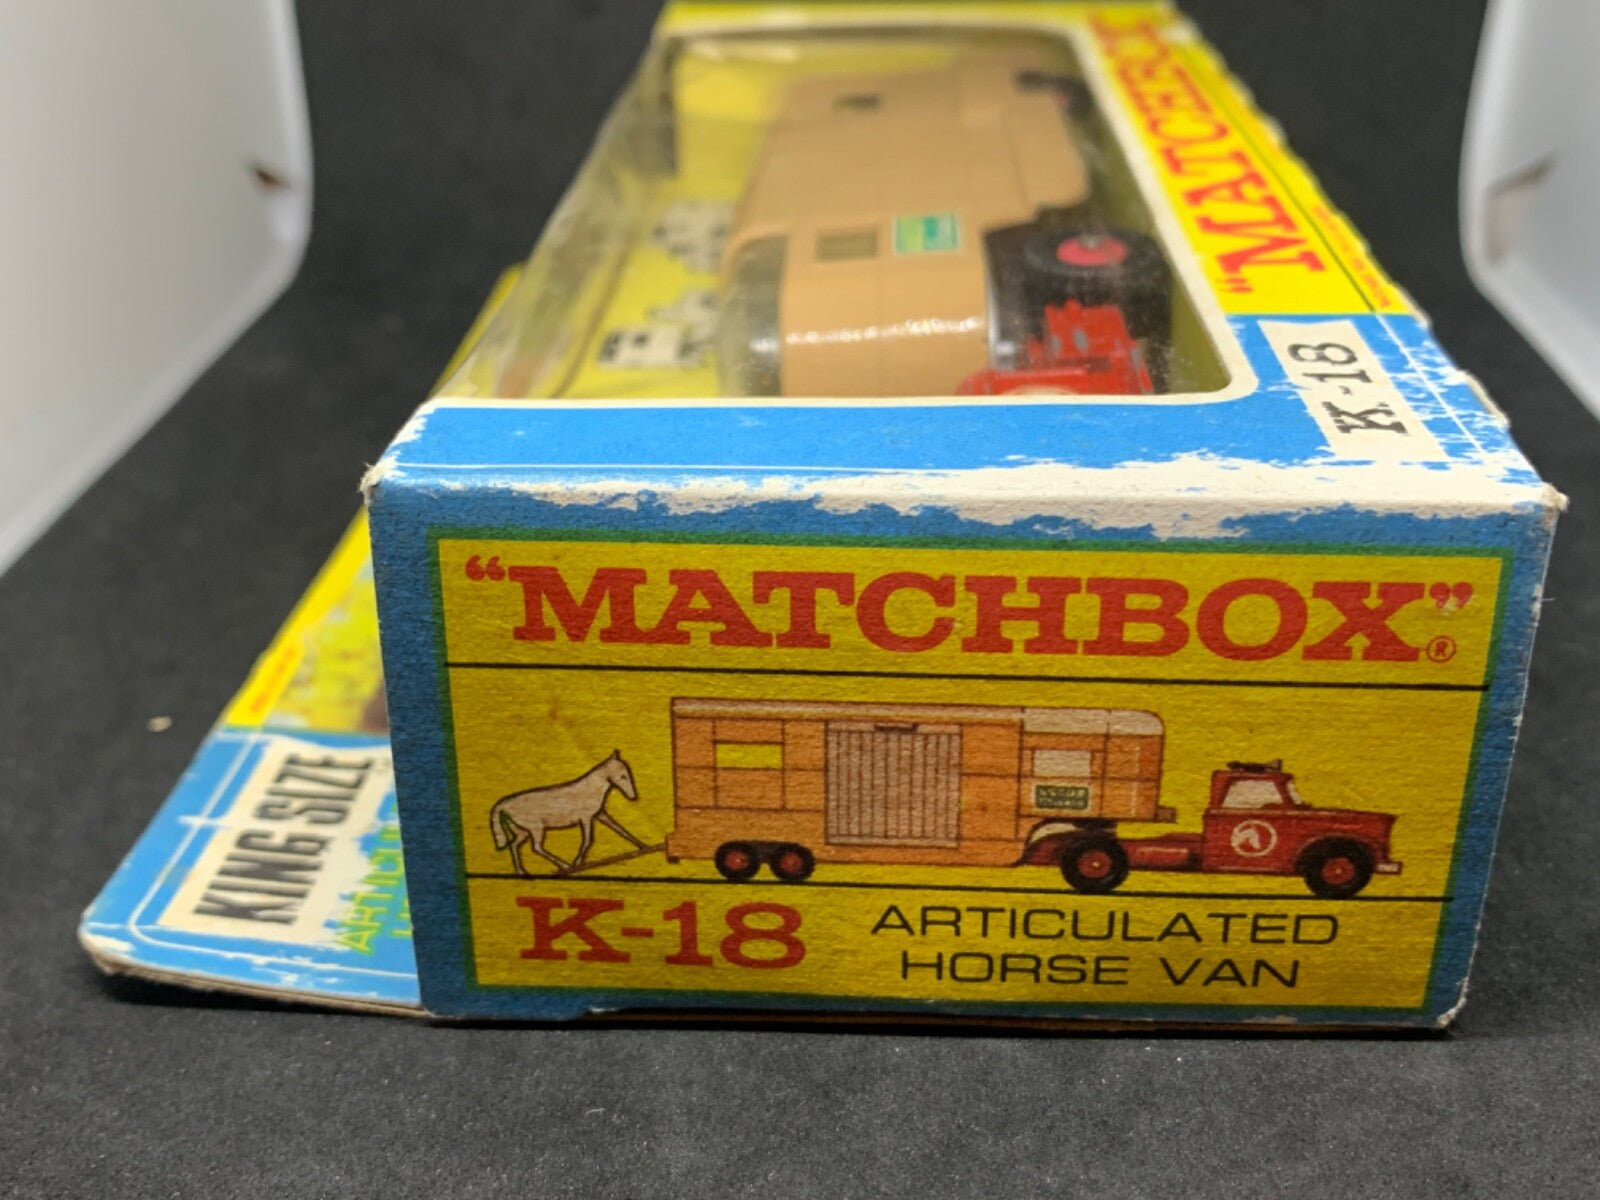 "MATCHBOX"
K-18
KING SIZE
"MATCHBOX"®
K-18
ARTICULATED
HORSE VAN